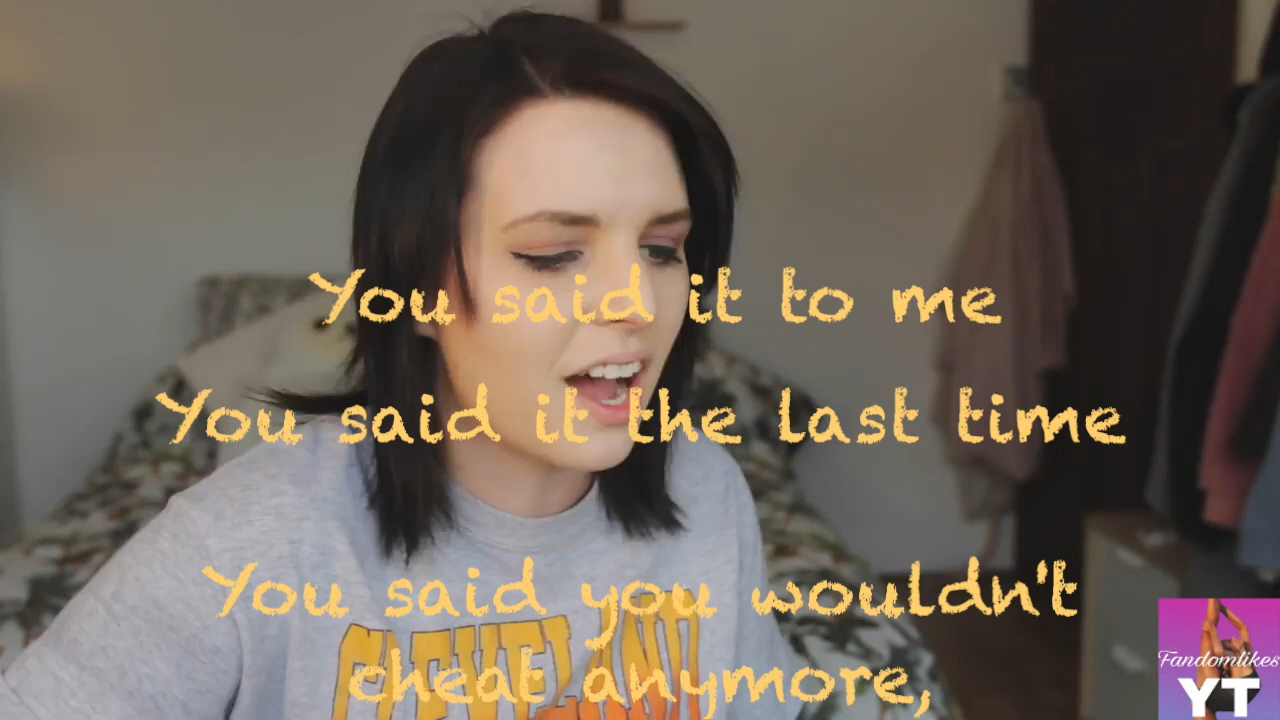 You said it to me
You said it the last time
You said you wouldn't
CLEVELAND
cheat anymore,
Fandomlikes
YT